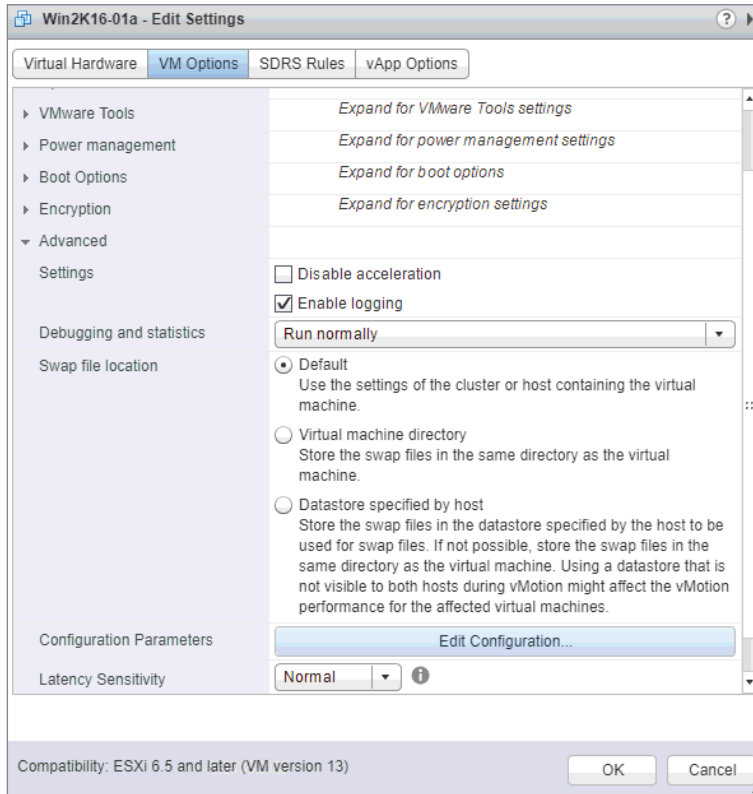 Win2K16-01a - Edit Settings
?
Virtual Hardware VM Options SDRS Rules vApp Options
VMware Tools Expand for VMware Tools settings
Power management Expand for power management settings
Boot Options Expand for boot options
Encryption Expand for encryption settings
Advanced
Settings Disable acceleration
Enable logging
Debugging and statistics Run normally
Swap file location Default
Use the settings of the cluster or host containing the virtual
machine.
Virtual machine directory
Store the swap files in the same directory as the virtual
machine.
Datastore specified by host
Store the swap files in the datastore specified by the host to be
used for swap files. If not possible, store the swap files in the
same directory as the virtual machine. Using a datastore that is
not visible to both hosts during vMotion might affect the vMotion
performance for the affected virtual machines.
Configuration Parameters Edit Configuration...
Latency Sensitivity Normal
Compatibility: ESXi 6.5 and later (VM version 13) OK Cancel